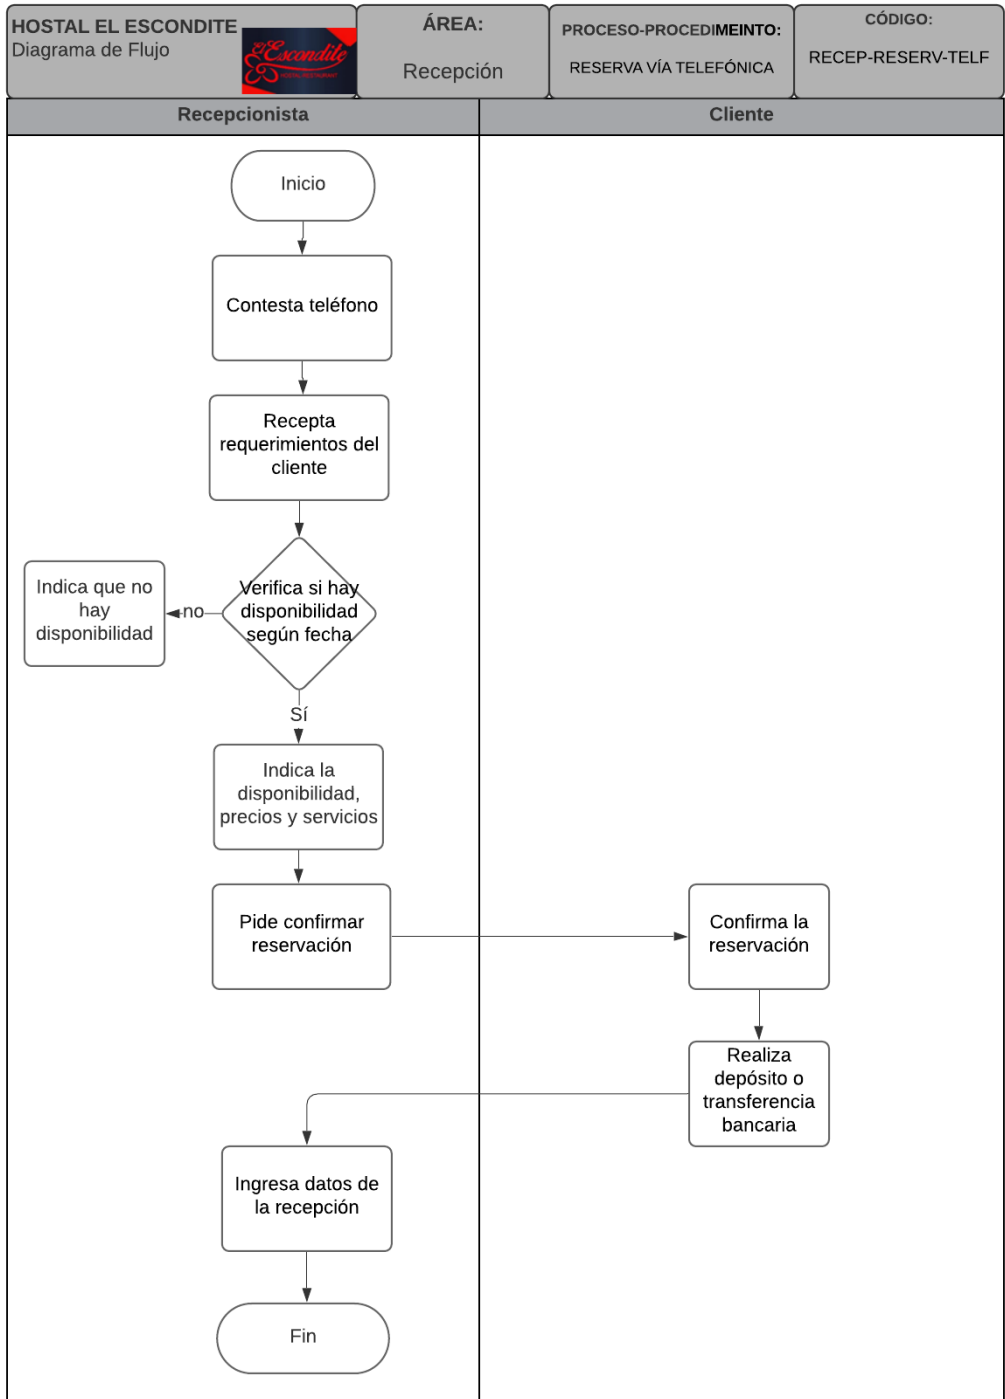 HOSTAL EL ESCONDITE
Diagrama de Flujo
El Escondite
HOSTAL RESTAURANT
ÁREA:
Recepción
PROCESO-PROCEDIMEINTO:
RESERVA VÍA TELEFÓNICA
CÓDIGO:
RECEP-RESERV-TELF
Recepcionista
Cliente
Inicio
Contesta teléfono
Recepta
requerimientos del
cliente
Verifica si hay
disponibilidad
según fecha
no
Indica que no
hay
disponibilidad
Sí
Indica la
disponibilidad,
precios y servicios
Pide confirmar
reservación
Confirma la
reservación
Realiza
depósito o
transferencia
bancaria
Ingresa datos de
la recepción
Fin